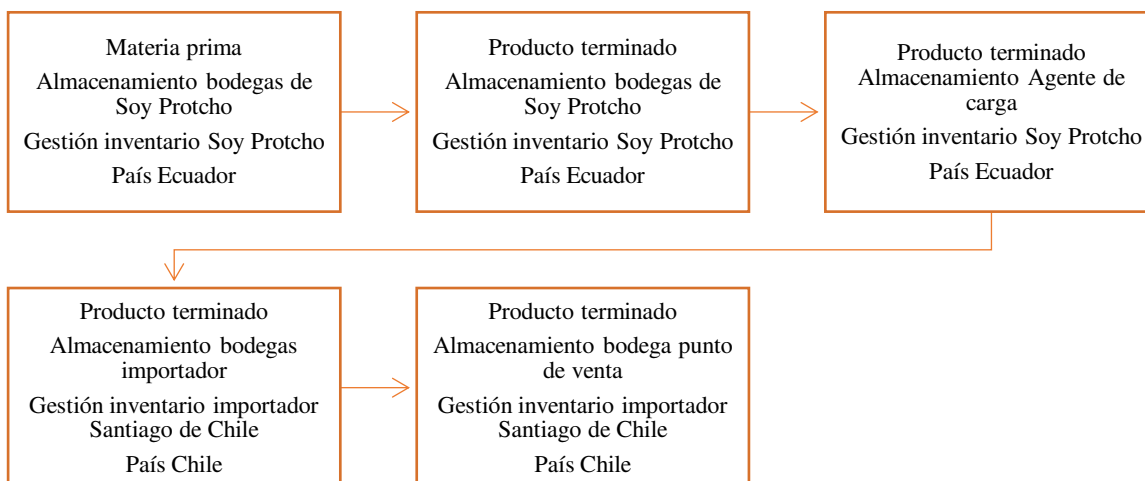 Materia prima
Almacenamiento bodegas de
Soy Protcho
Gestión inventario Soy Protcho
País Ecuador
Producto terminado
Almacenamiento bodegas de
Soy Protcho
Gestión inventario Soy Protcho
País Ecuador
Producto terminado
Almacenamiento Agente de
carga
Gestión inventario Soy Protcho
País Ecuador
Producto terminado
Almacenamiento bodegas
importador
Gestión inventario importador
Santiago de Chile
País Chile
Producto terminado
Almacenamiento bodega punto
de venta
Gestión inventario importador
Santiago de Chile
País Chile